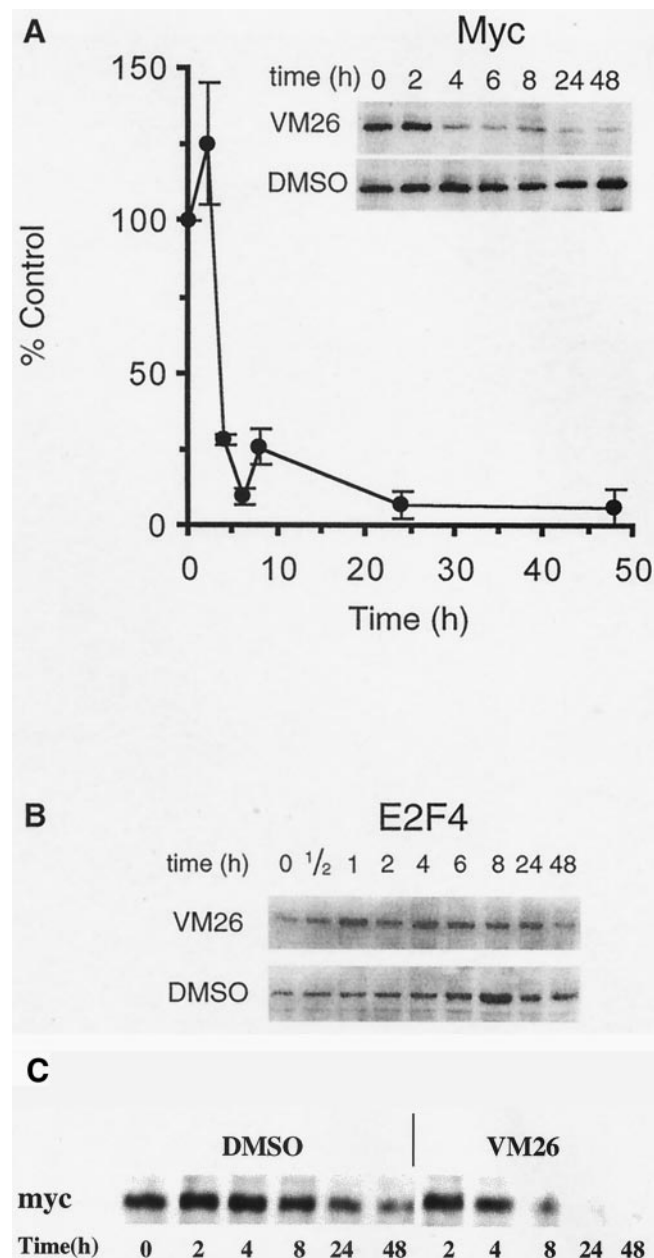 A
Myc
time (h) 0 2 4 6 8 24 48
VM26
DMSO
150
100
50
0
% Control
0 10 20 30 40 50
Time (h)
B
E2F4
time (h) 0 1/2 1 2 4 6 8 24 48
VM26
DMSO
C
DMSO VM26
myc
Time(h) 0 2 4 8 24 48 2 4 8 24 48